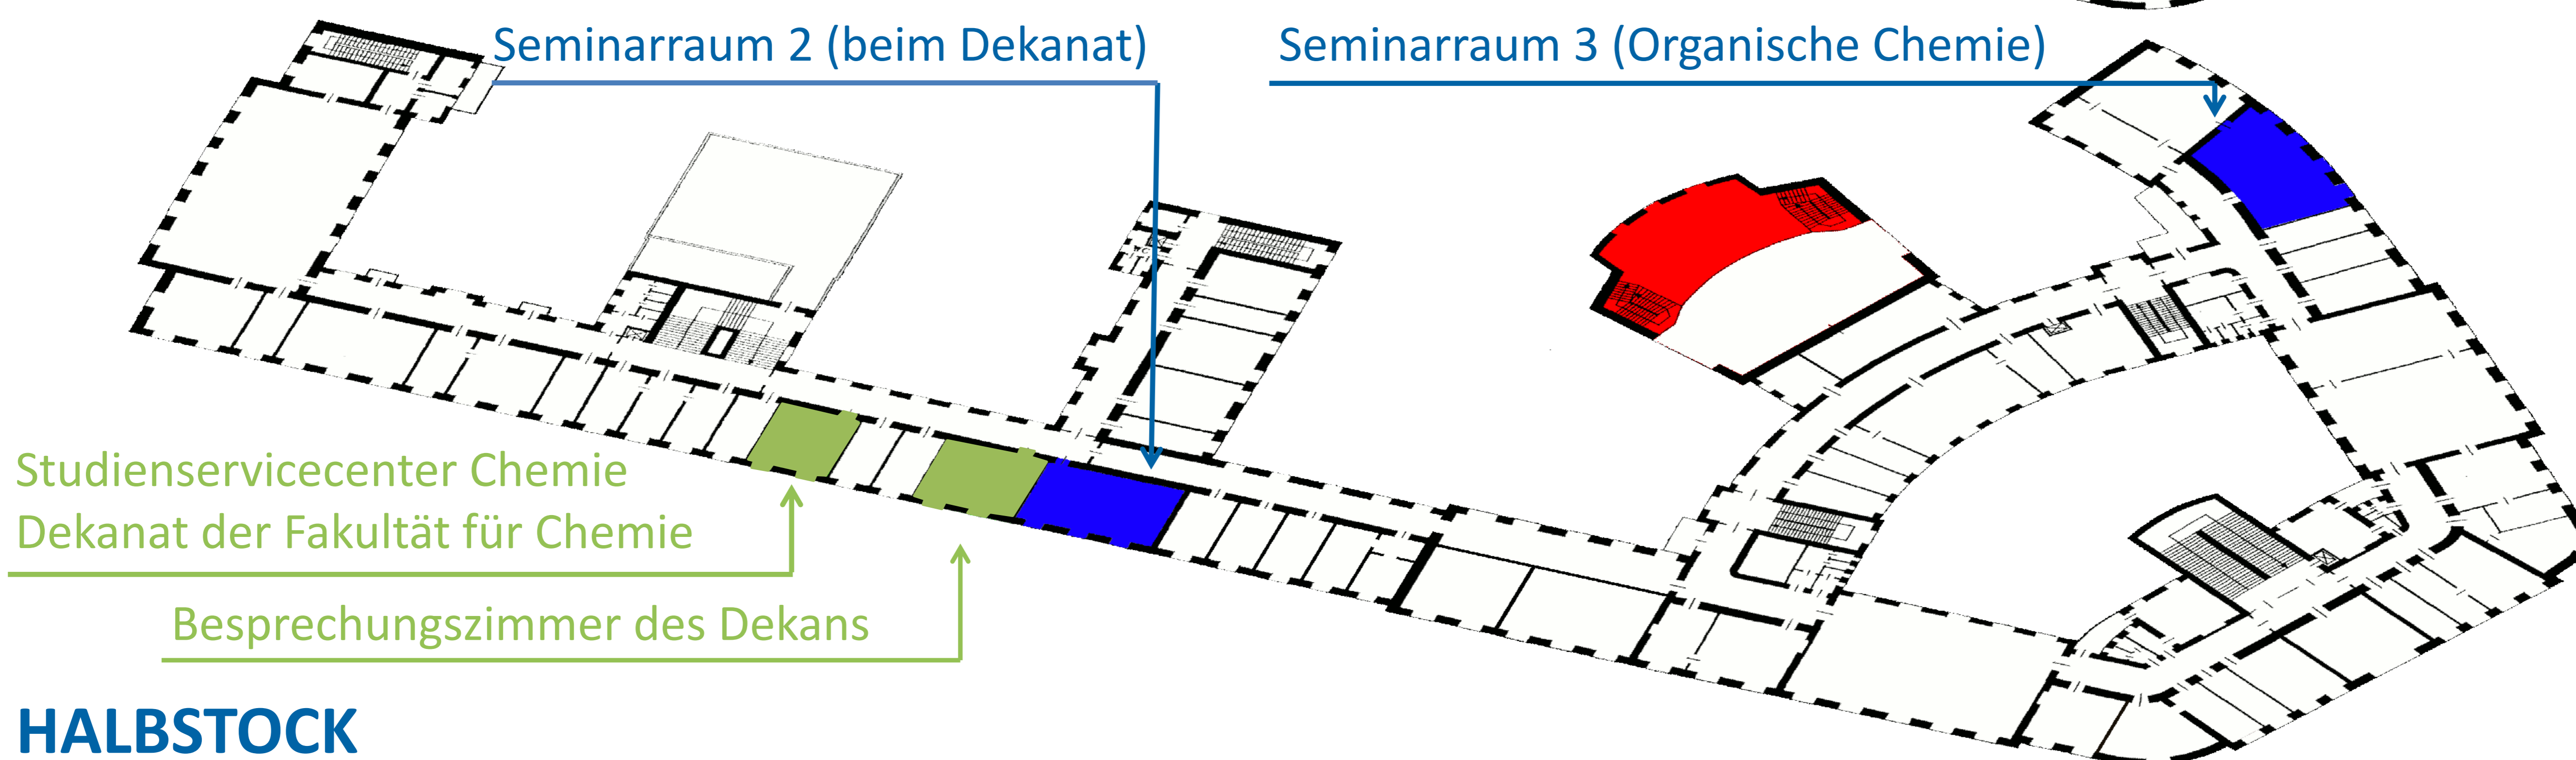 Seminarraum 2 (beim Dekanat)
Seminarraum 3 (Organische Chemie)
Studienservicecenter Chemie
Dekanat der Fakultät für Chemie
Besprechungszimmer des Dekans
HALBSTOCK